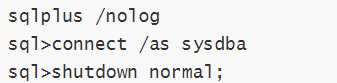 sqlplus /nolog
sql>connect /as sysdba
sql>shutdown normal;